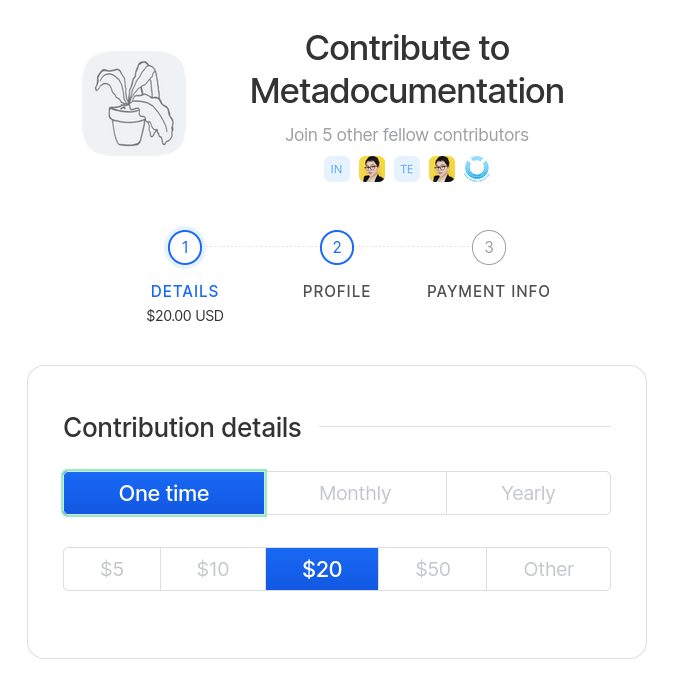 Contribute to
Metadocumentation
Join 5 other fellow contributors
IN TE
1 2 3
DETAILS PROFILE PAYMENT INFO
$20.00 USD
Contribution details
One time Monthly Yearly
$5 $10 $20 $50 Other